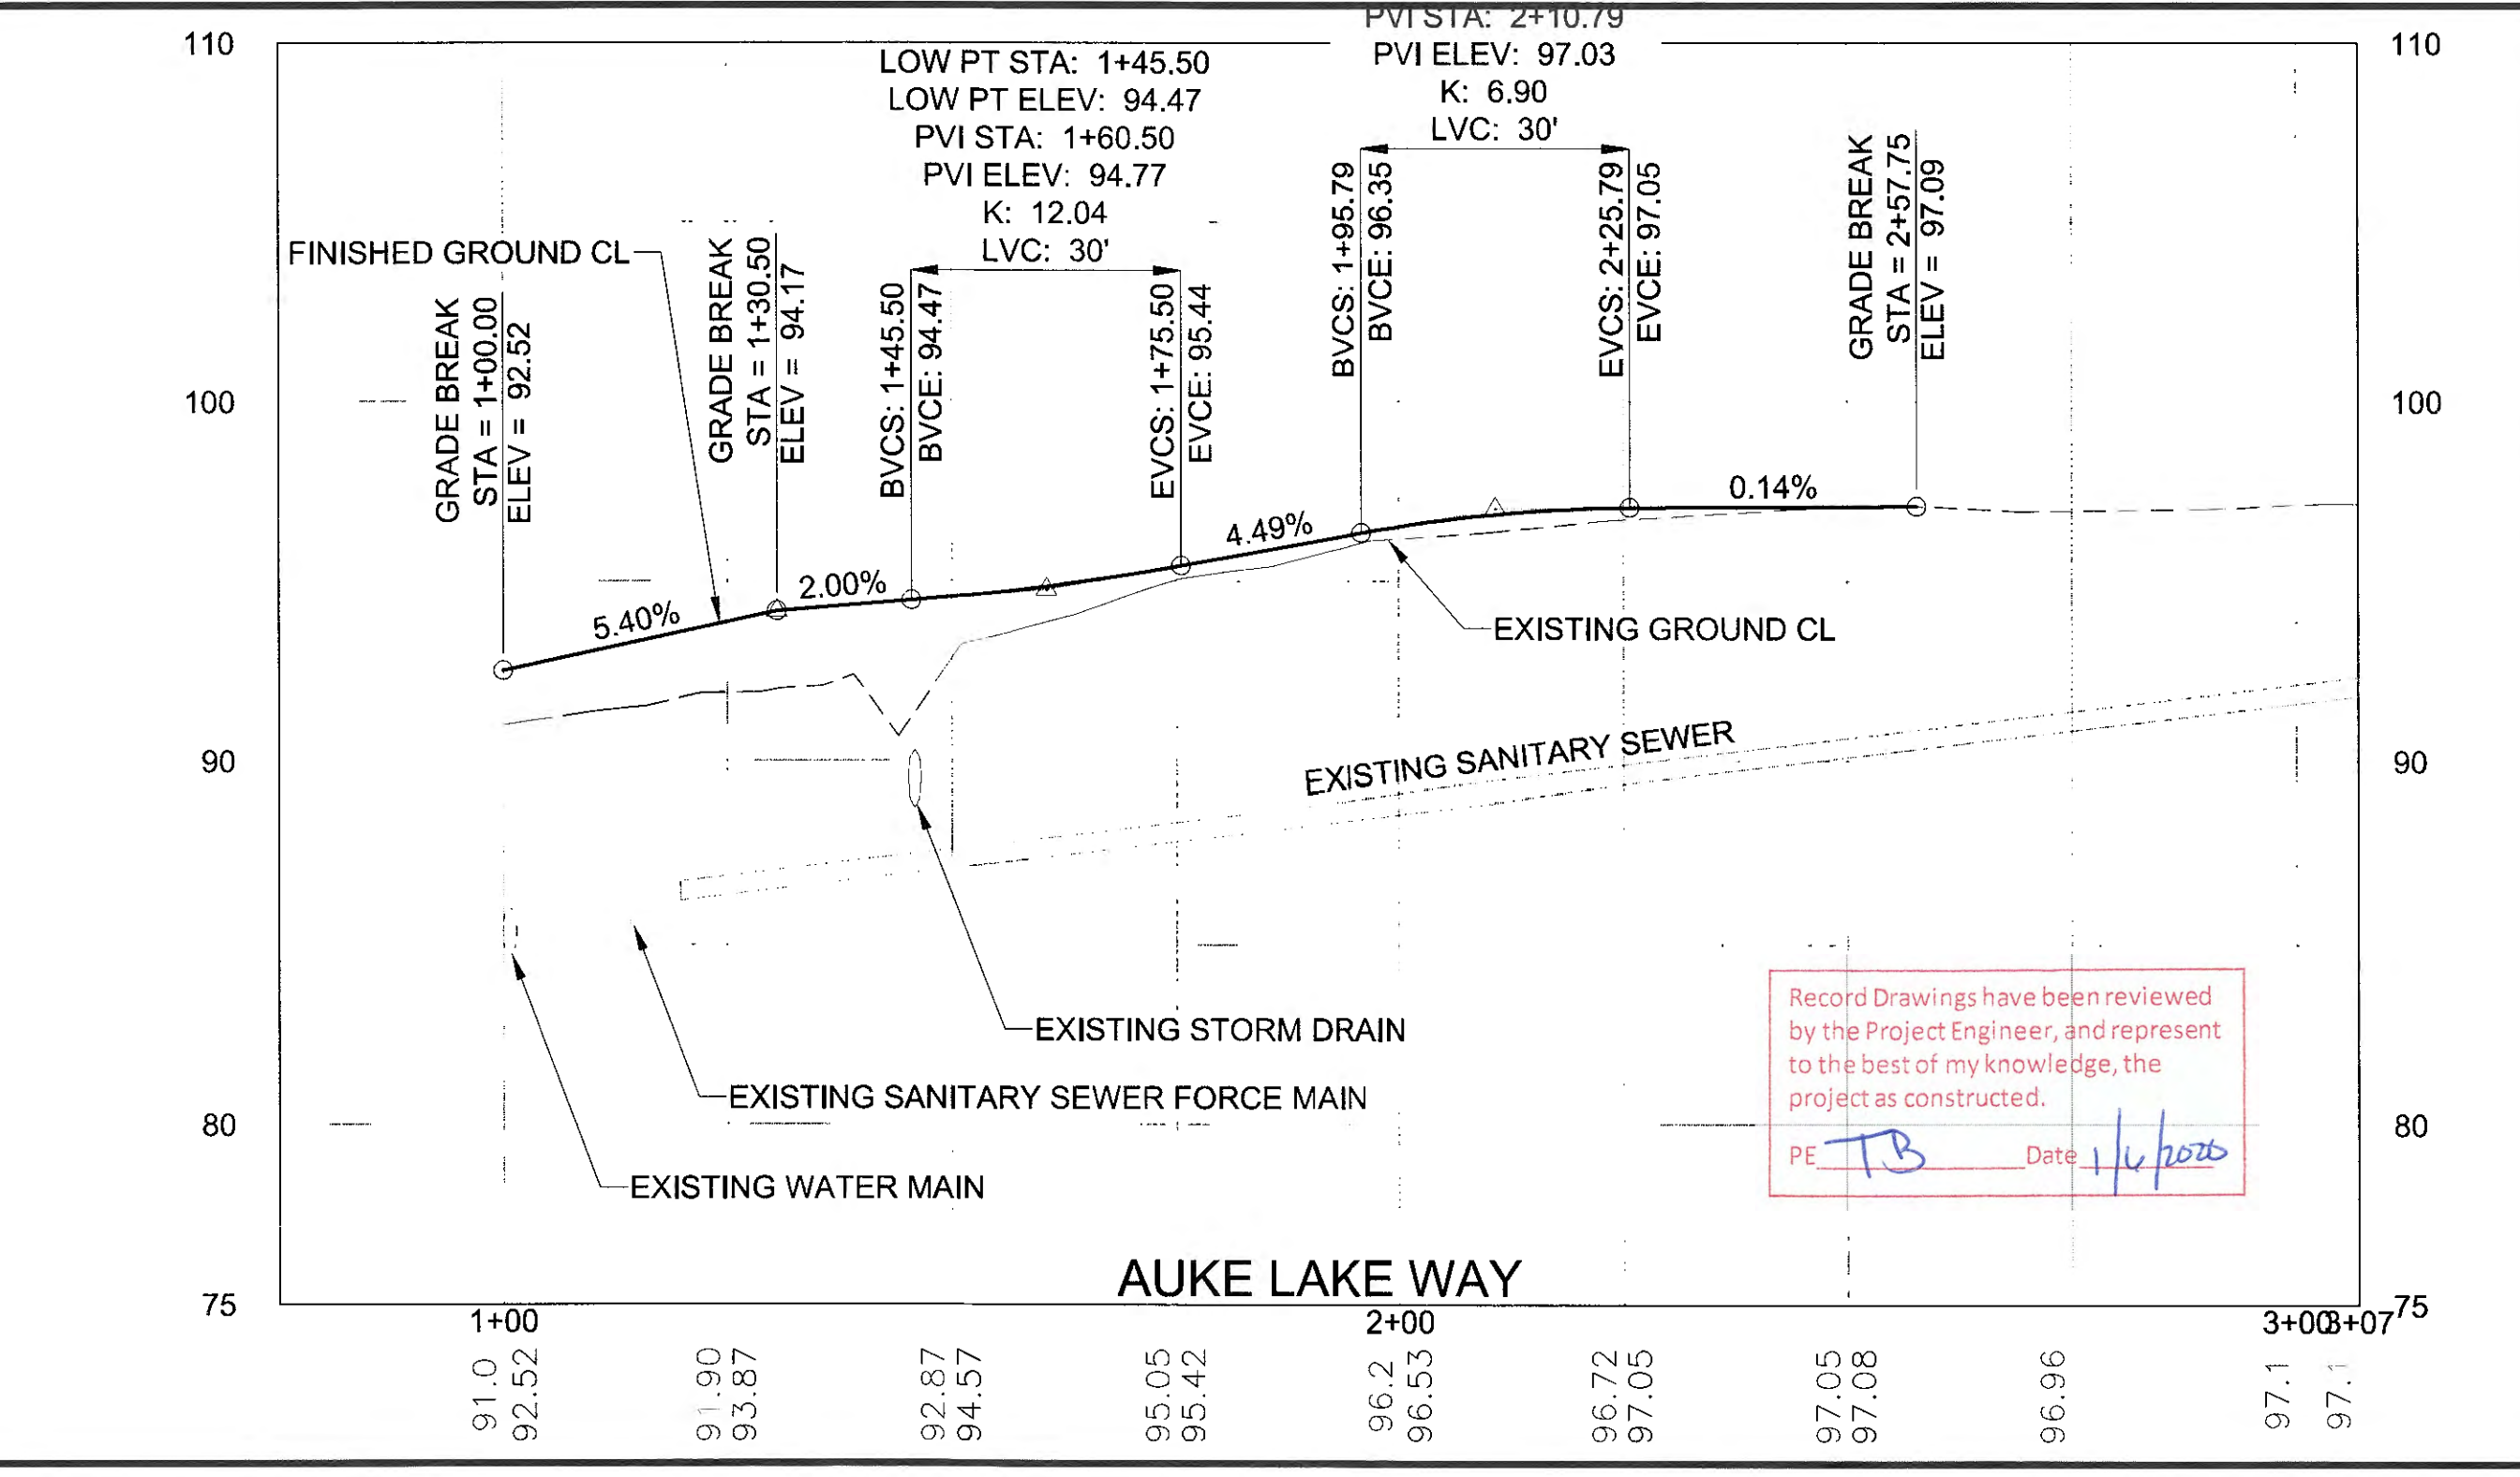 PVI STA: 2+10.79
PVI ELEV: 97.03
K: 6.90
LVC: 30'
LOW PT STA: 1+45.50
LOW PT ELEV: 94.47
PVI STA: 1+60.50
PVI ELEV: 94.77
K: 12.04
LVC: 30'
110
110
100
100
90
90
80
80
75
75
FINISHED GROUND CL
GRADE BREAK
STA = 1+00.00
ELEV = 92.52
GRADE BREAK
STA = 1+30.50
ELEV = 94.17
BVCS: 1+45.50
BVCE: 94.47
EVCS: 1+75.50
EVCE: 95.44
BVCS: 1+95.79
BVCE: 96.35
EVCS: 2+25.79
EVCE: 97.05
GRADE BREAK
STA = 2+57.75
ELEV = 97.09
5.40%
2.00%
4.49%
0.14%
EXISTING GROUND CL
EXISTING SANITARY SEWER
EXISTING STORM DRAIN
EXISTING SANITARY SEWER FORCE MAIN
EXISTING WATER MAIN
Record Drawings have been reviewed
by the Project Engineer, and represent
to the best of my knowledge, the
project as constructed.
PE TB Date 1/6/2020
AUKE LAKE WAY
1+00
2+00
3+00
3+07
91.0
92.52
91.90
93.87
92.87
94.57
95.05
95.42
96.2
96.53
96.72
97.05
97.05
97.08
96.96
97.1
97.1